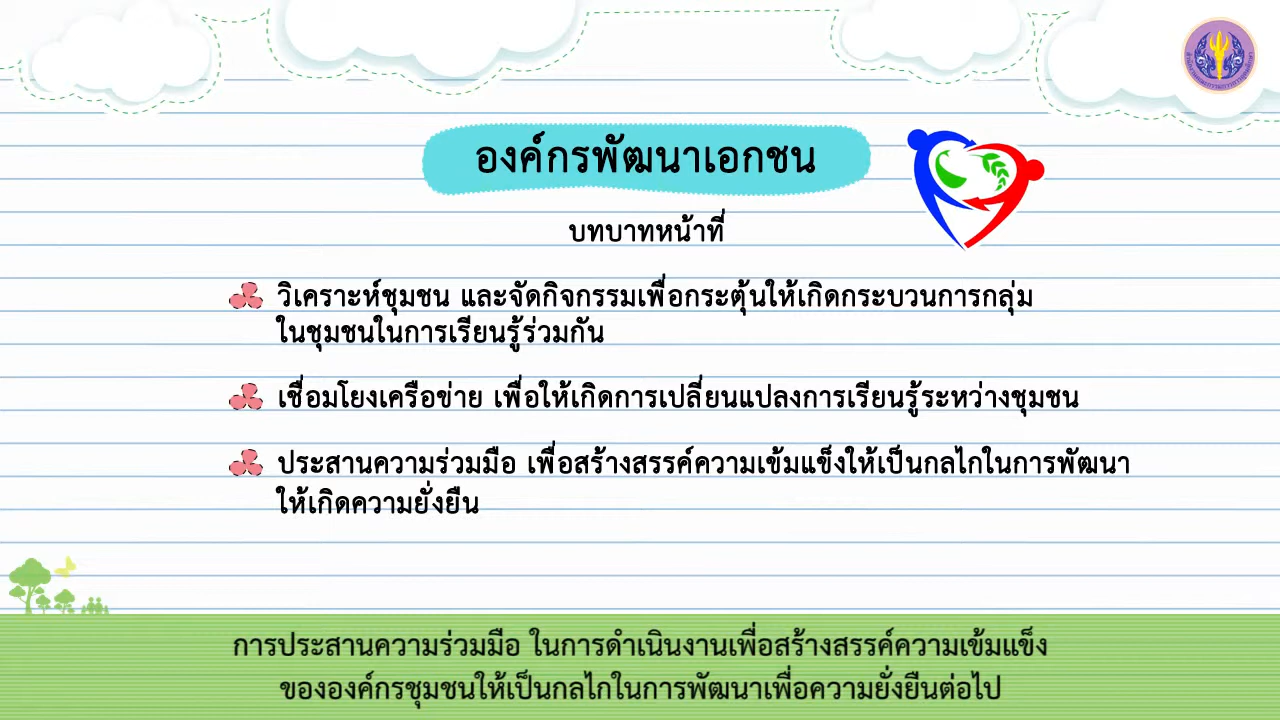 องค์กรพัฒนาเอกชน
บทบาทหน้าที่
วิเคราะห์ชุมชน และจัดกิจกรรมเพื่อกระตุ้นให้เกิดกระบวนการกลุ่ม
ในชุมชนในการเรียนรู้ร่วมกัน
เชื่อมโยงเครือข่าย เพื่อให้เกิดการเปลี่ยนแปลงการเรียนรู้ระหว่างชุมชน
ประสานความร่วมมือ เพื่อสร้างสรรค์ความเข้มแข็งให้เป็นกลไกในการพัฒนา
ให้เกิดความยั่งยืน
การประสานความร่วมมือ ในการดำเนินงานเพื่อสร้างสรรค์ความเข้มแข็ง
ขององค์กรชุมชนให้เป็นกลไกในการพัฒนาเพื่อความยั่งยืนต่อไป